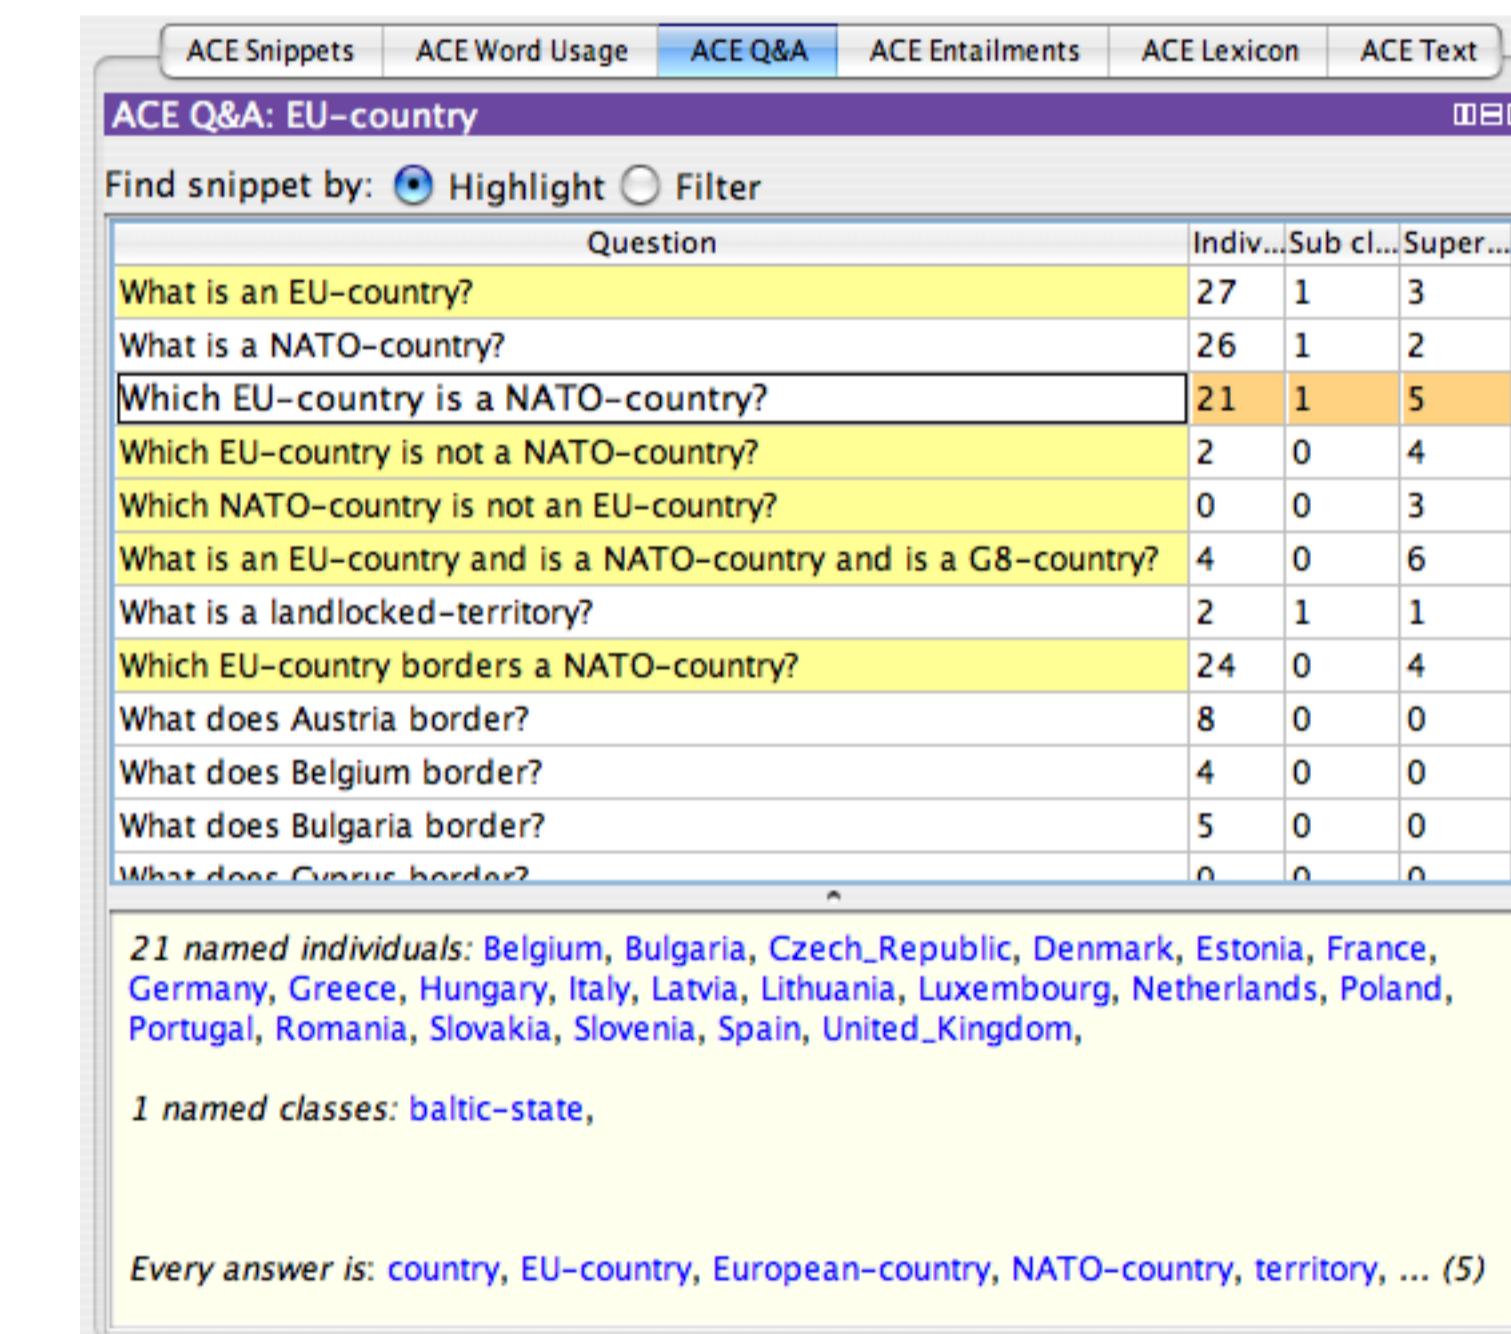 ACE Snippets ACE Word Usage ACE Q&A ACE Entailments ACE Lexicon ACE Text
ACE Q&A: EU-country
Find snippet by: Highlight Filter
Question Indiv... Sub cl... Super...
What is an EU-country? 27 1 3
What is a NATO-country? 26 1 2
Which EU-country is a NATO-country? 21 1 5
Which EU-country is not a NATO-country? 2 0 4
Which NATO-country is not an EU-country? 0 0 3
What is an EU-country and is a NATO-country and is a G8-country? 4 0 6
What is a landlocked-territory? 2 1 1
Which EU-country borders a NATO-country? 24 0 4
What does Austria border? 8 0 0
What does Belgium border? 4 0 0
What does Bulgaria border? 5 0 0
What does Cyprus border? 0 0 0
21 named individuals: Belgium, Bulgaria, Czech_Republic, Denmark, Estonia, France,
Germany, Greece, Hungary, Italy, Latvia, Lithuania, Luxembourg, Netherlands, Poland,
Portugal, Romania, Slovakia, Slovenia, Spain, United_Kingdom,
1 named classes: baltic-state,
Every answer is: country, EU-country, European-country, NATO-country, territory, ... (5)